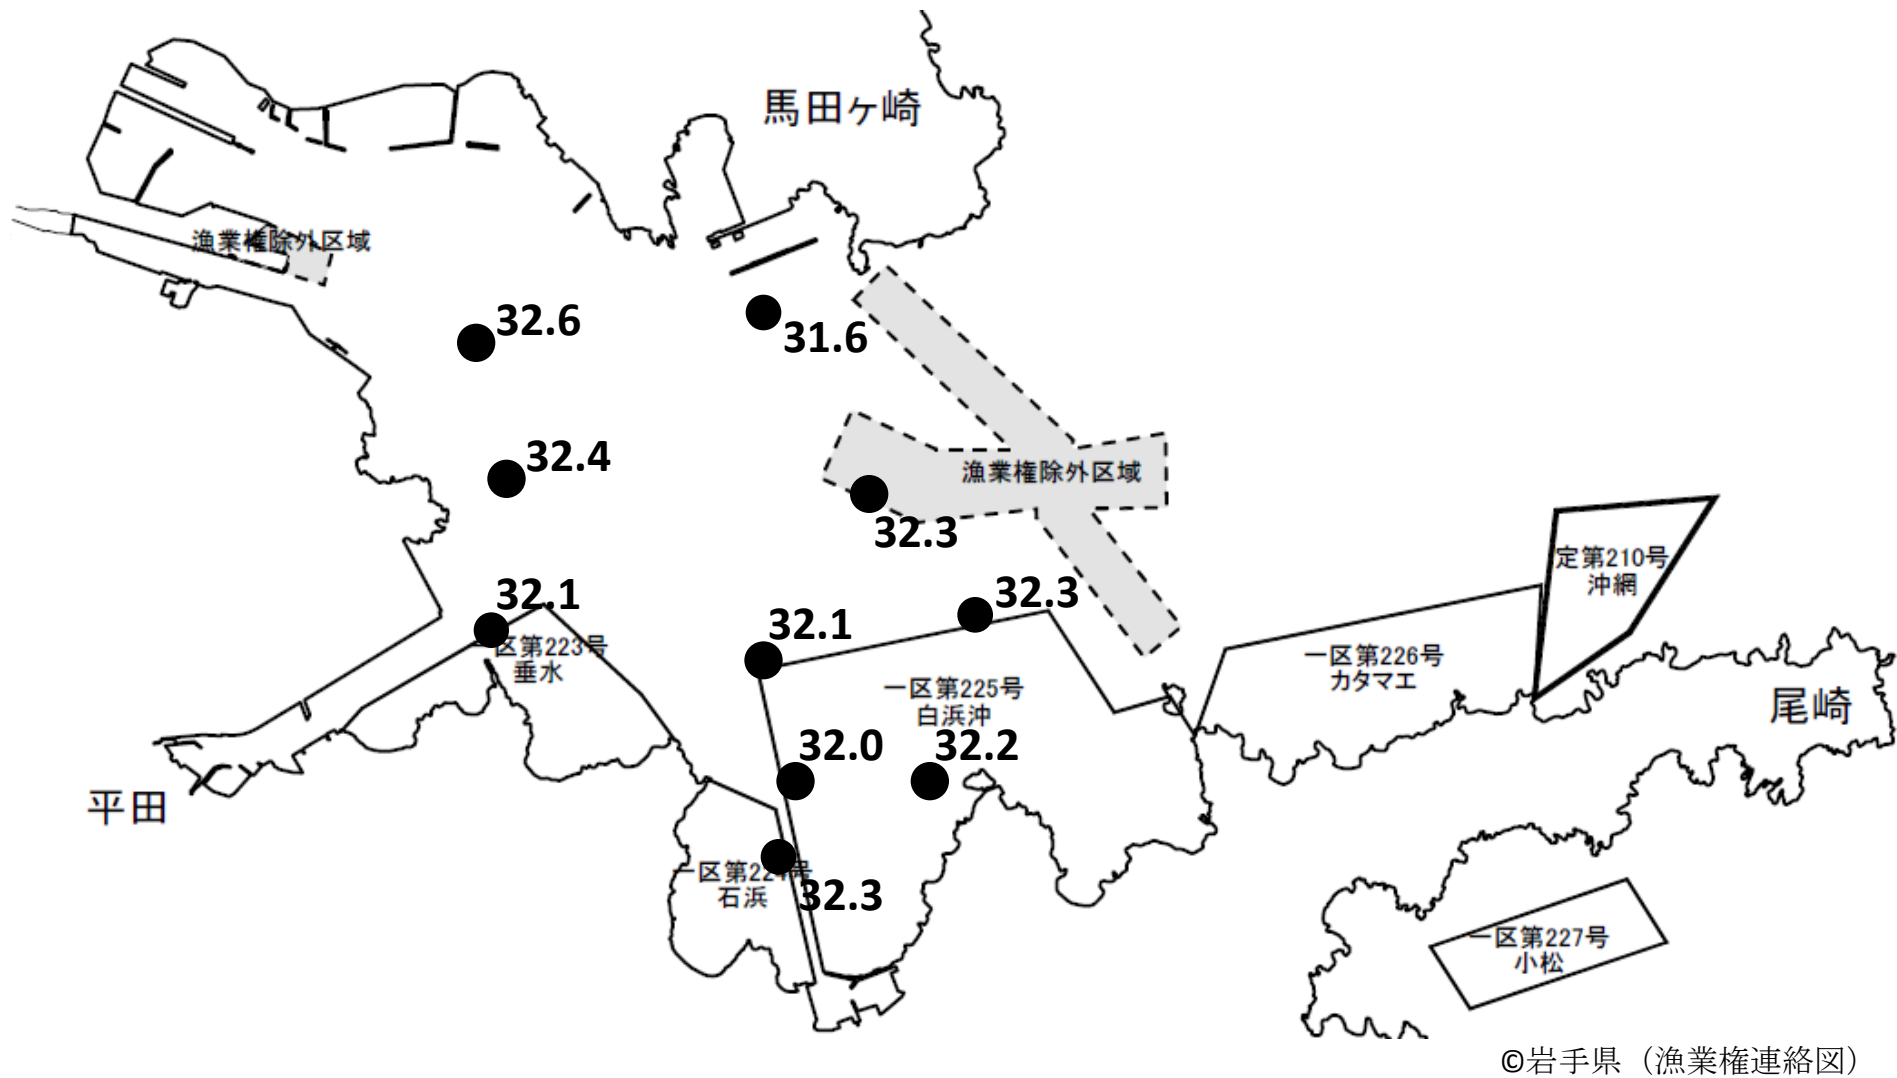 馬田ヶ崎
漁業権除外区域
32.6
31.6
32.4
漁業権除外区域
32.3
定第210号
沖網
32.1
32.3
32.1
一区第223号
垂水
一区第226号
カタマエ
一区第225号
白浜沖
尾崎
32.0
32.2
平田
一区第224号
石浜
32.3
一区第227号
小松
©岩手県（漁業権連絡図）